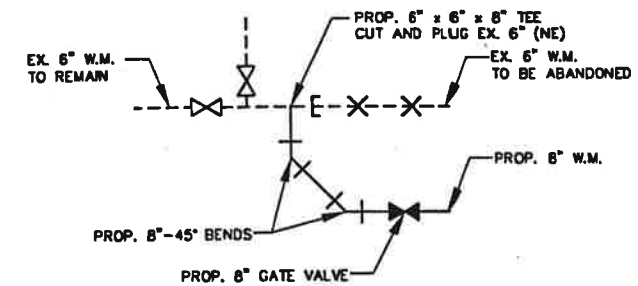 PROP. 6" x 6" x 8" TEE
CUT AND PLUG EX. 6" (NE)
EX. 6" W.M.
TO REMAIN
EX. 6" W.M.
TO BE ABANDONED
PROP. 8" W.M.
PROP. 8"-45° BENDS
PROP. 8" GATE VALVE